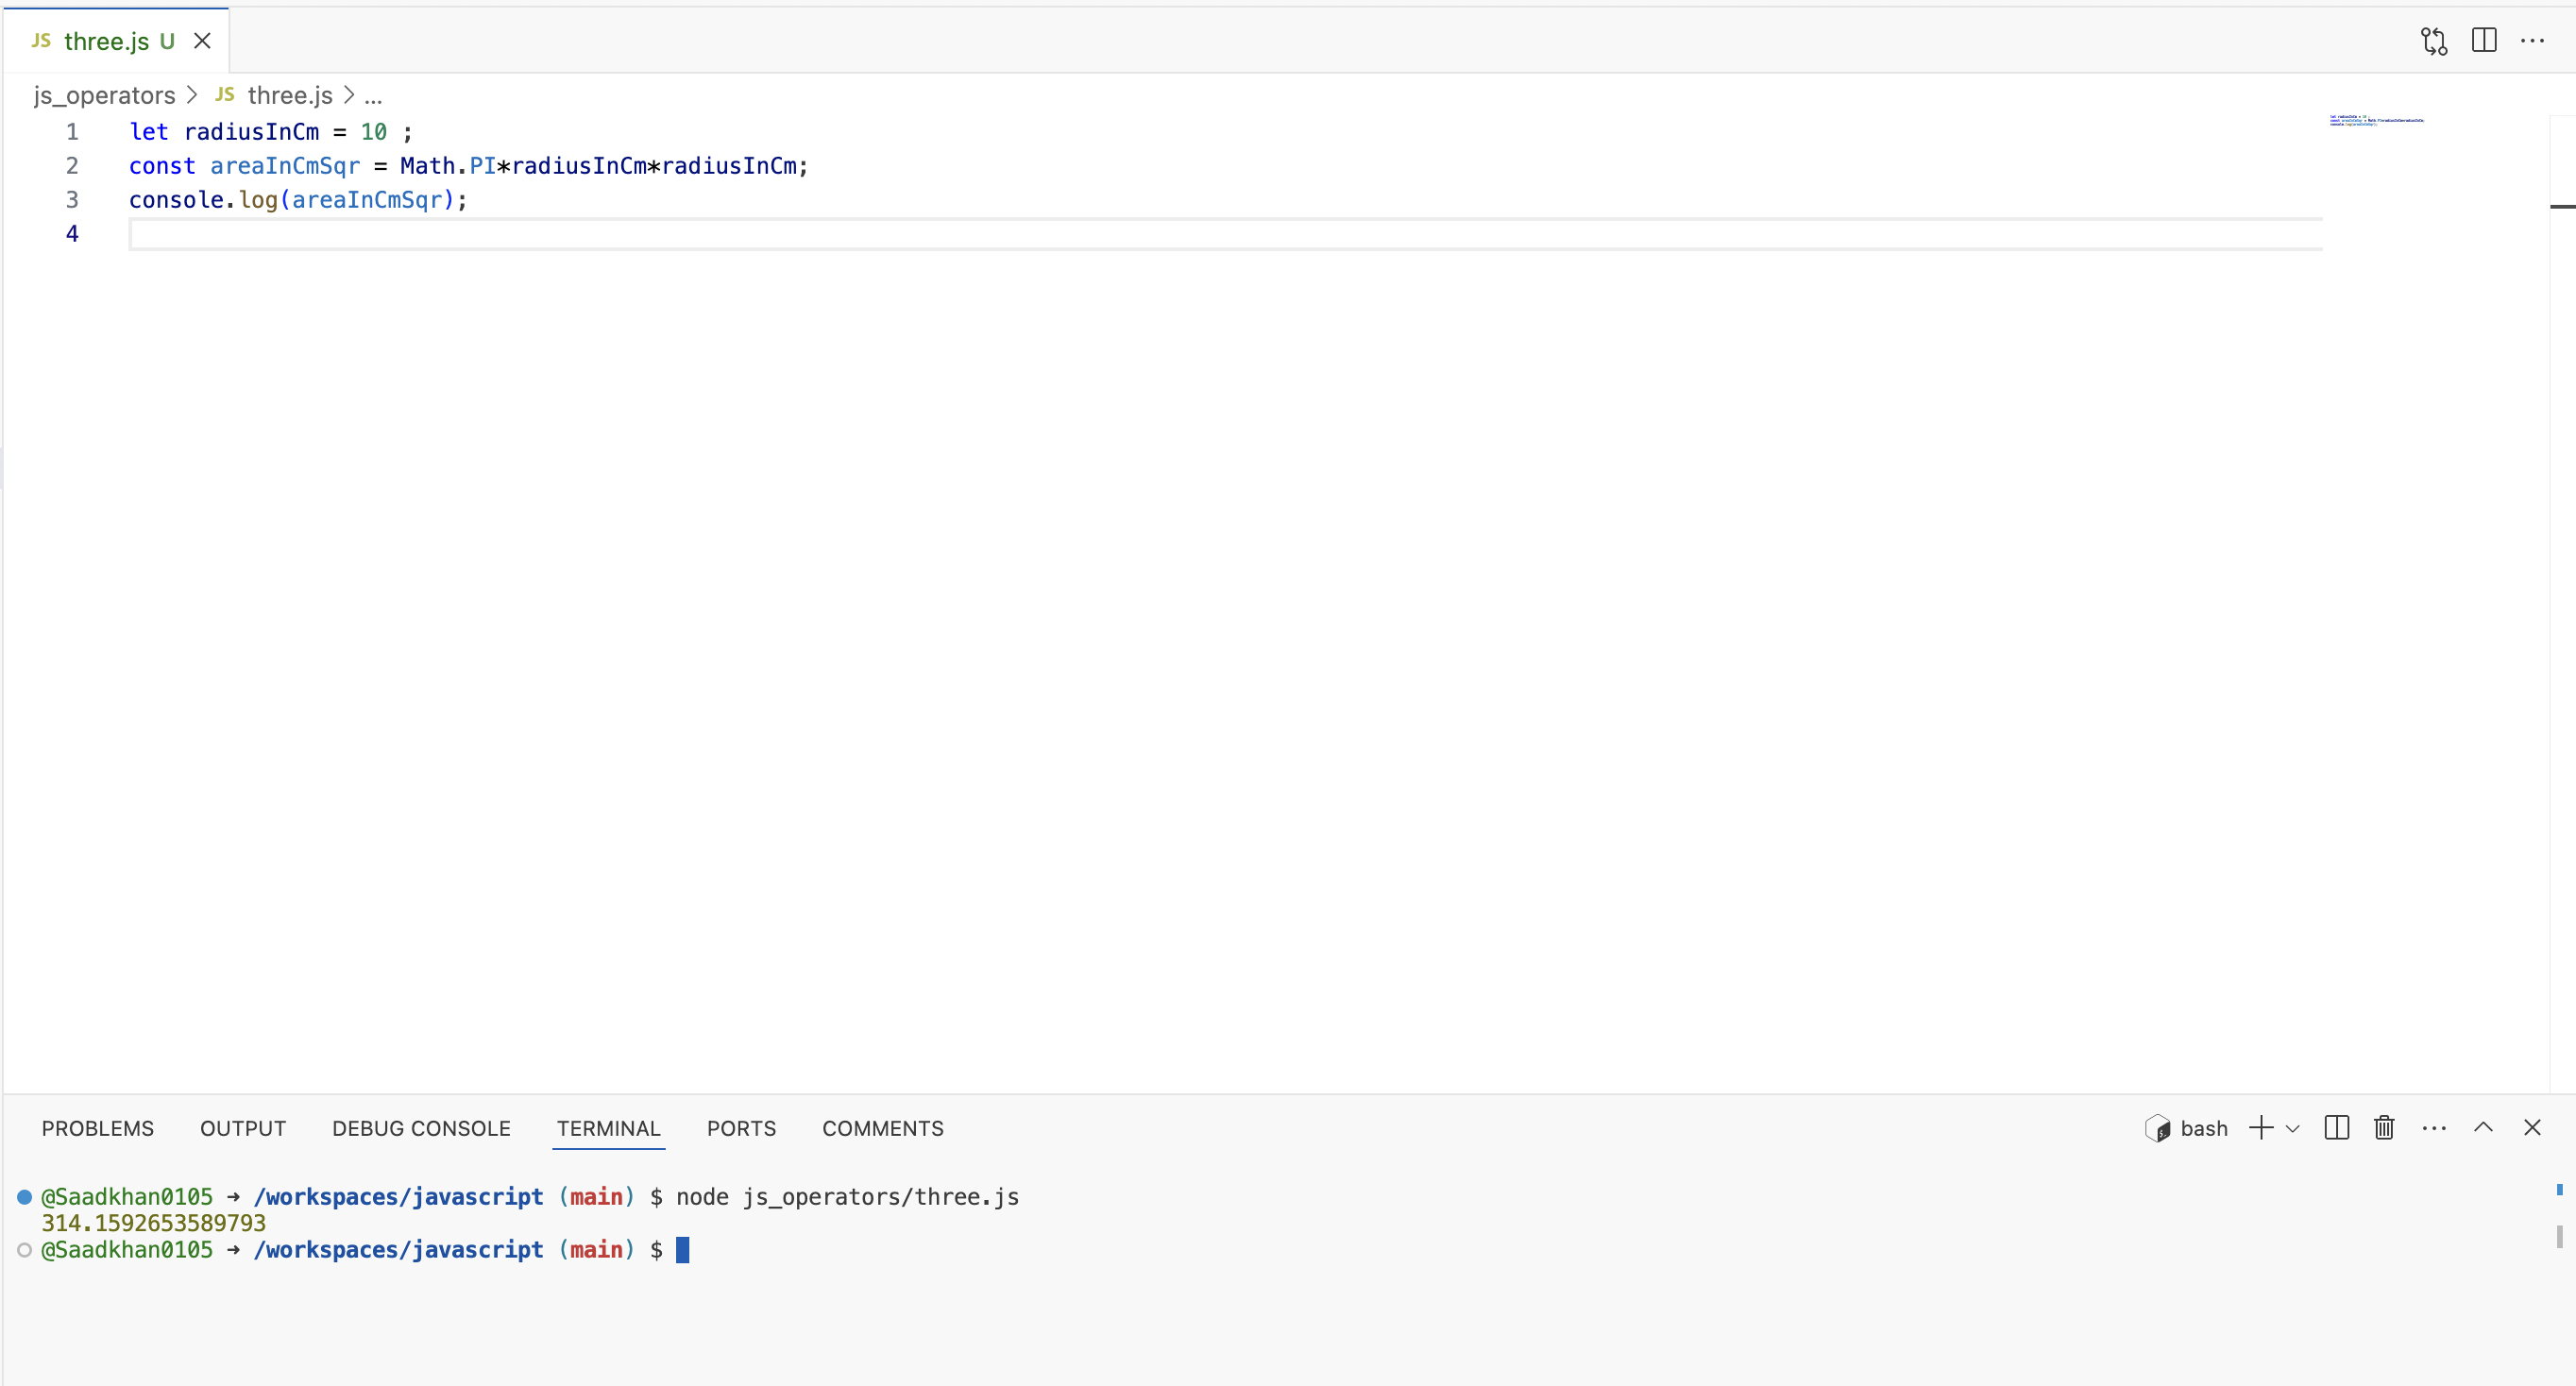 JS three.js U
js_operators > JS three.js > ...
1 let radiusInCm = 10 ;
2 const areaInCmSqr = Math.PI*radiusInCm*radiusInCm;
3 console.log(areaInCmSqr);
4
PROBLEMS OUTPUT DEBUG CONSOLE TERMINAL PORTS COMMENTS bash
@Saadkhan0105 ➜ /workspaces/javascript (main) $ node js_operators/three.js
314.1592653589793
@Saadkhan0105 ➜ /workspaces/javascript (main) $